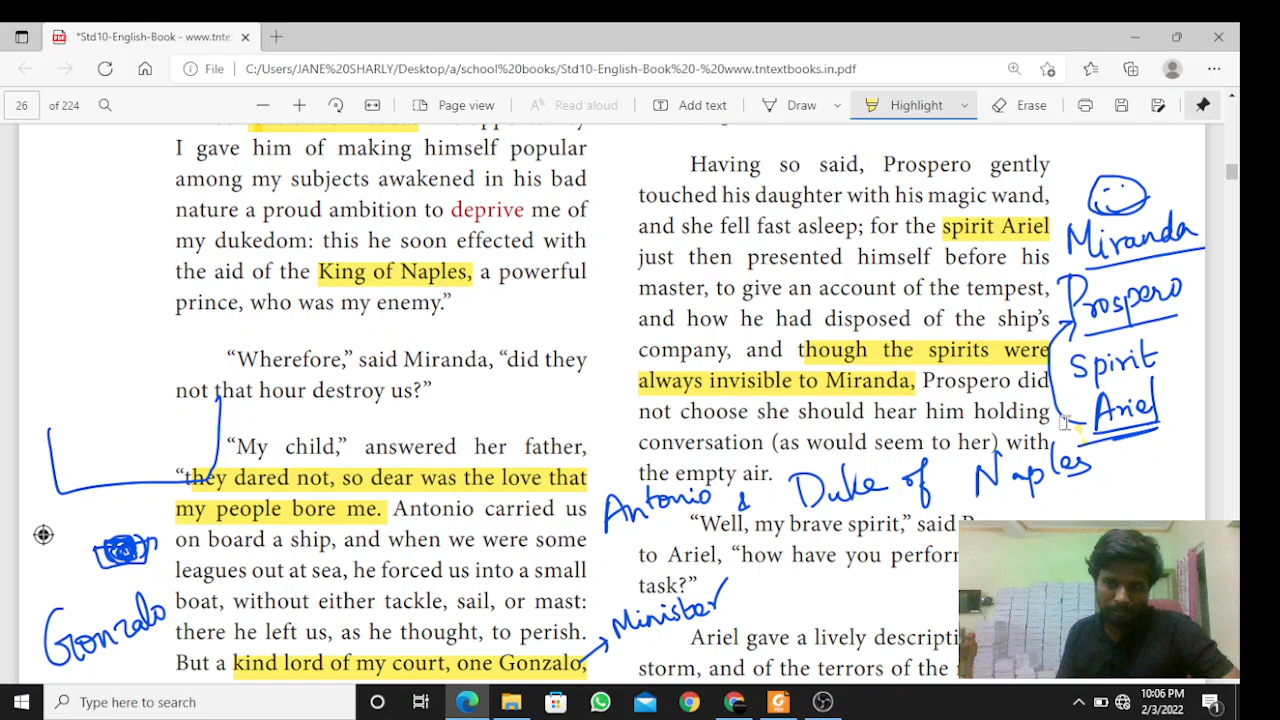 *Std10-English-Book - www.tnte
File
C:/Users/JANE%20SHARLY/Desktop/a/school%20books/Std10-English-Book%20-%20www.tntextbooks.in.pdf
26
of 224
Page view
Read aloud
Add text
Draw
Highlight
Erase
I gave him of making himself popular
among my subjects awakened in his bad
nature a proud ambition to deprive me of
my dukedom: this he soon effected with
the aid of the King of Naples, a powerful
prince, who was my enemy.”
“Wherefore,” said Miranda, “did they
not that hour destroy us?”
“My child,” answered her father,
“they dared not, so dear was the love that
my people bore me. Antonio carried us
on board a ship, and when we were some
leagues out at sea, he forced us into a small
boat, without either tackle, sail, or mast:
there he left us, as he thought, to perish.
But a kind lord of my court, one Gonzalo,
Gonzalo
Having so said, Prospero gently
touched his daughter with his magic wand,
and she fell fast asleep; for the spirit Ariel
just then presented himself before his
master, to give an account of the tempest,
and how he had disposed of the ship’s
company, and though the spirits were
always invisible to Miranda, Prospero did
not choose she should hear him holding
conversation (as would seem to her) with
the empty air.
Antonio & Duke of Naples
“Well, my brave spirit,” said
to Ariel, “how have you perform
task?”
Minister
Ariel gave a lively descripti
storm, and of the terrors of the
Miranda
Prospero
Spirit
Ariel
Type here to search
10:06 PM
2/3/2022